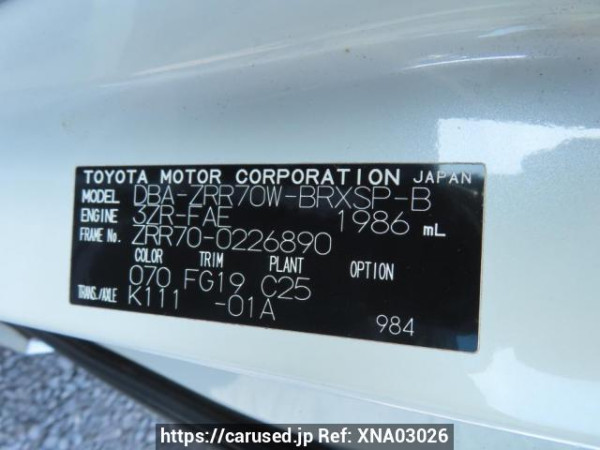 TOYOTA MOTOR CORPORATION JAPAN
MODEL DBA-ZRR70W-BRXSP-B
ENGINE 3ZR-FAE 1986 mL
FRAME No. ZRR70-0226890
COLOR TRIM PLANT OPTION
070 FG19 C25
TRANS./AXLE K111 -01A
984
https://carused.jp Ref: XNA03026